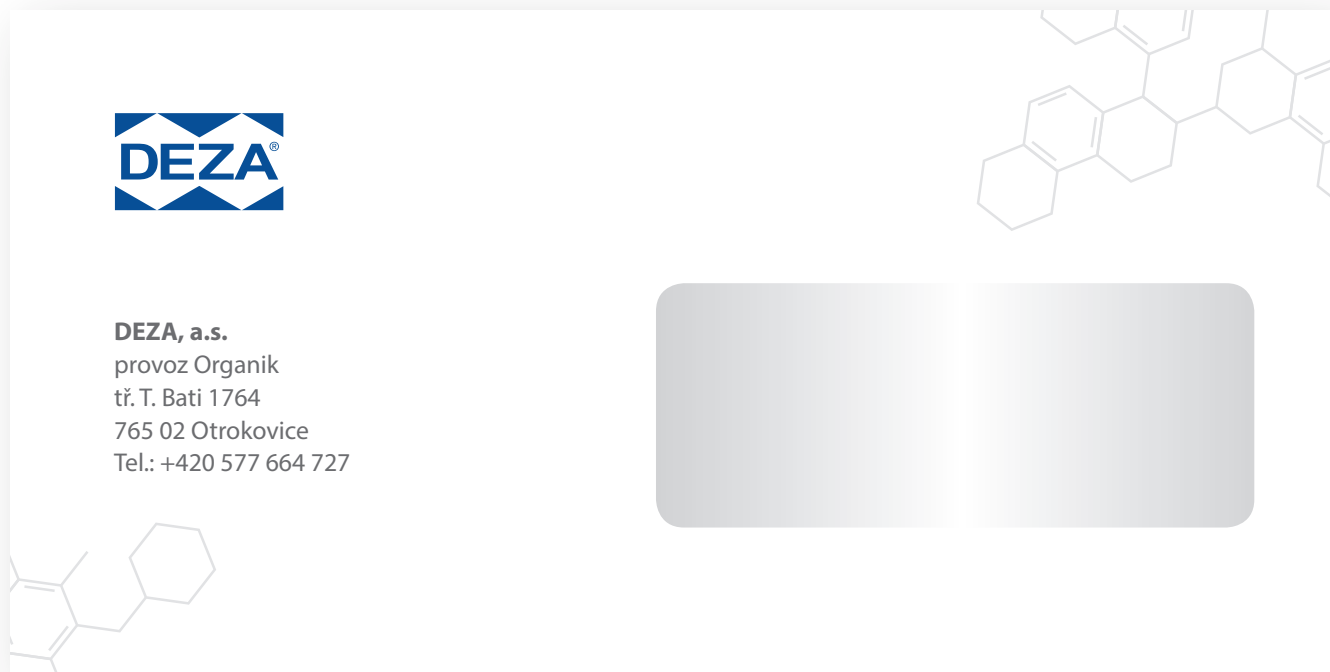 DEZA®
DEZA, a.s.
provoz Organik
tř. T. Bati 1764
765 02 Otrokovice
Tel.: +420 577 664 727